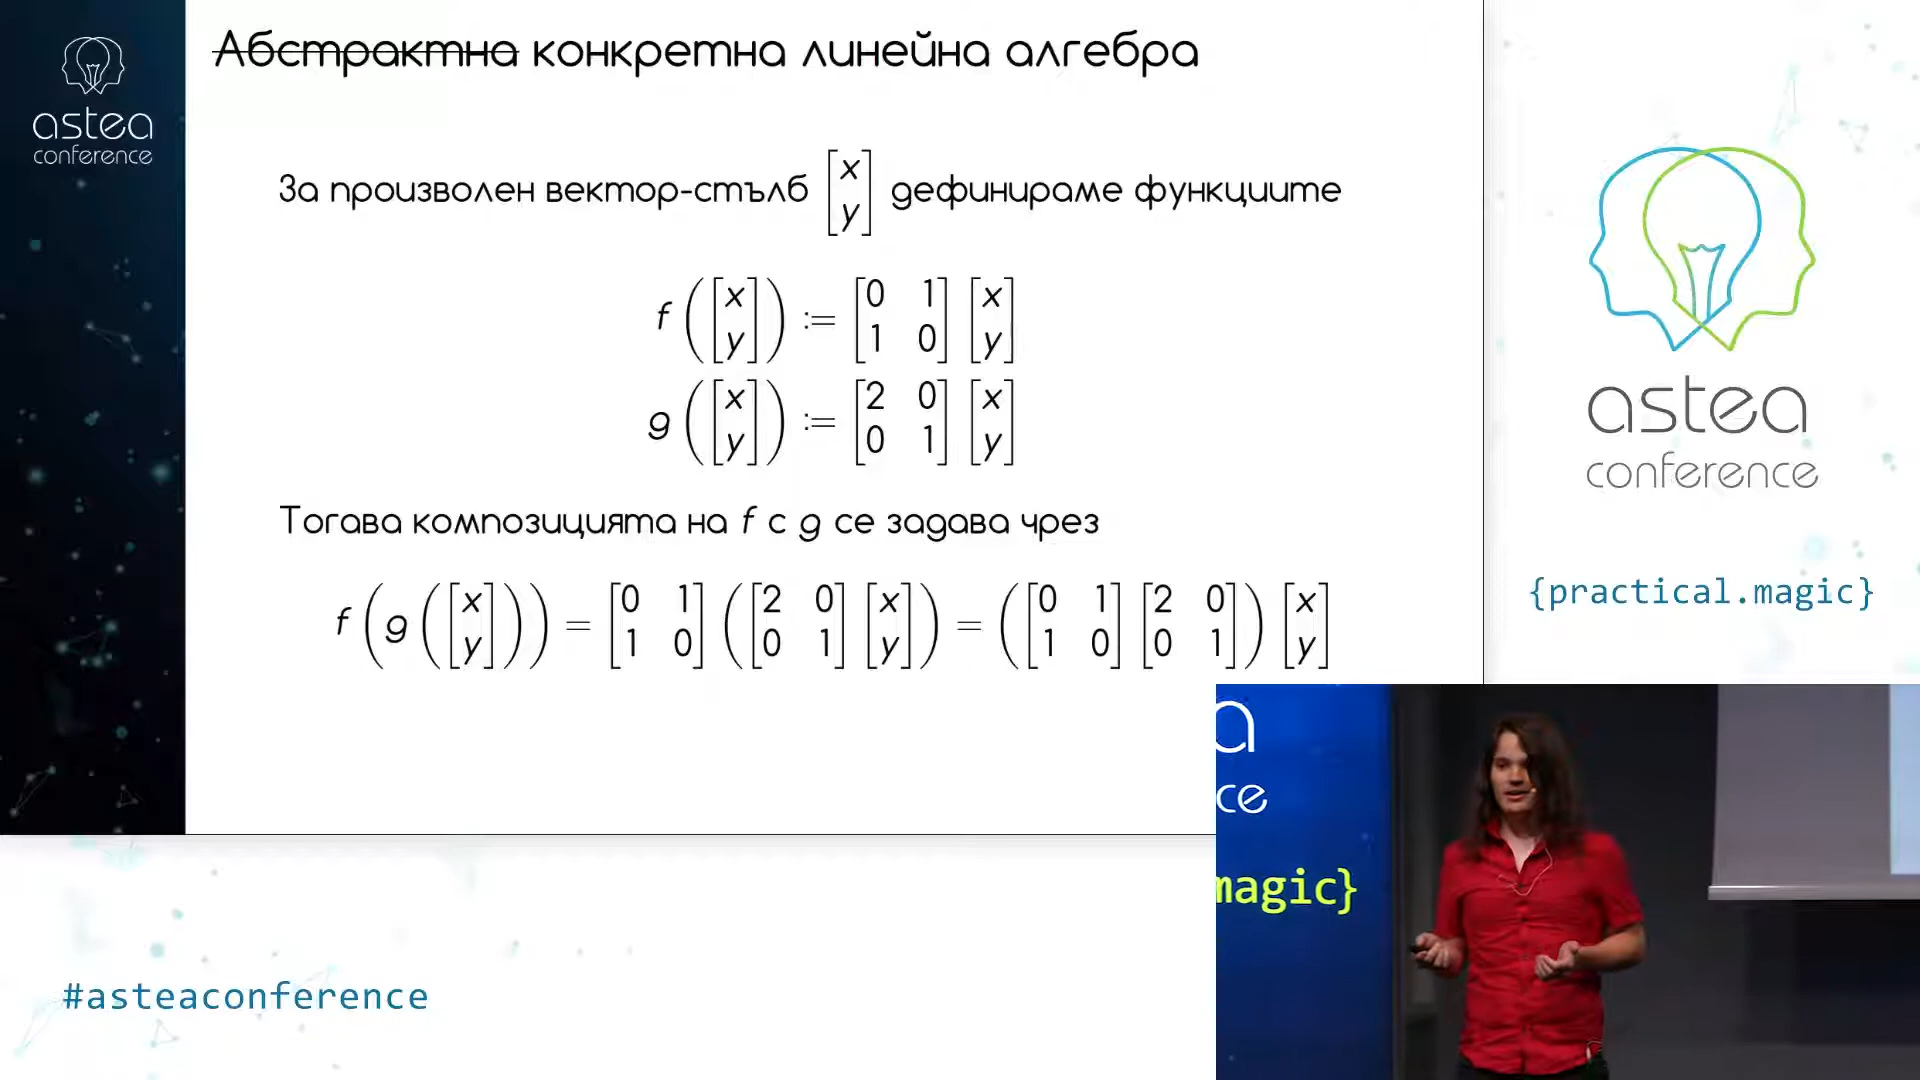 astea
conference
Абстрактна конкретна линейна алгебра
За произволен вектор-стълб [x y] дефинираме функциите
f([x y]) := [0 1 1 0] [x y]
g([x y]) := [2 0 0 1] [x y]
Тогава композицията на f с g се задава чрез
f(g([x y])) = [0 1 1 0] ([2 0 0 1] [x y]) = ([0 1 1 0] [2 0 0 1]) [x y]
astea
conference
{practical.magic}
#asteaconference
a
ce
magic}